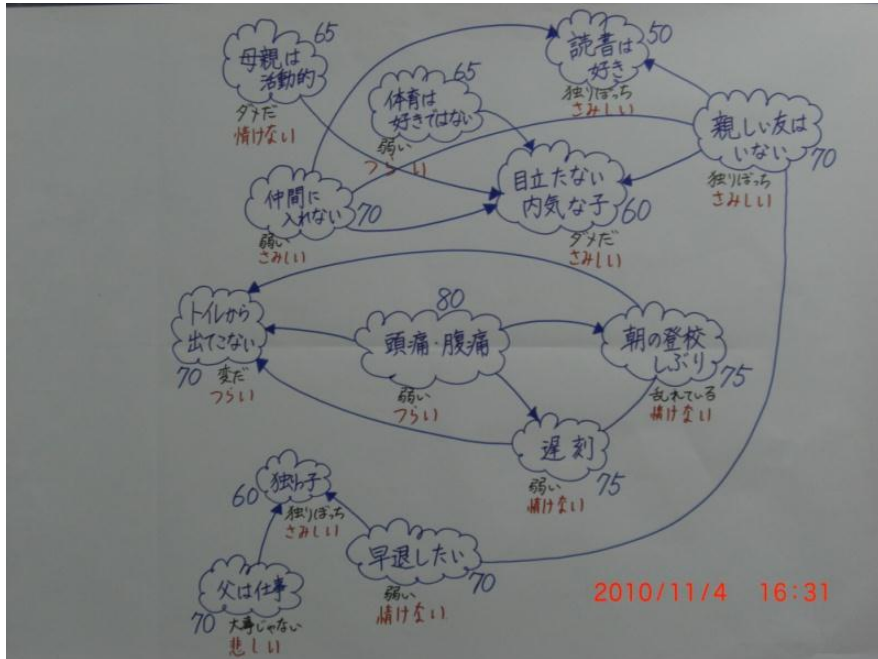 母親は
活動的
65
ダメだ
情けない
体育は
好きではない
65
弱い
つらい
読書は
好き
50
独りぼっち
さみしい
親しい友は
いない
70
独りぼっち
さみしい
仲間に
入れない
70
弱い
さみしい
目立たない
内気な子
60
ダメだ
さみしい
トイレから
出てこない
70
変だ
つらい
80
頭痛・腹痛
弱い
つらい
朝の登校
しぶり
75
乱れている
情けない
遅刻
75
弱い
情けない
独りっ子
60
独りぼっち
さみしい
父は仕事
70
大事じゃない
悲しい
早退したい
70
弱い
情けない
2010/11/4 16:31